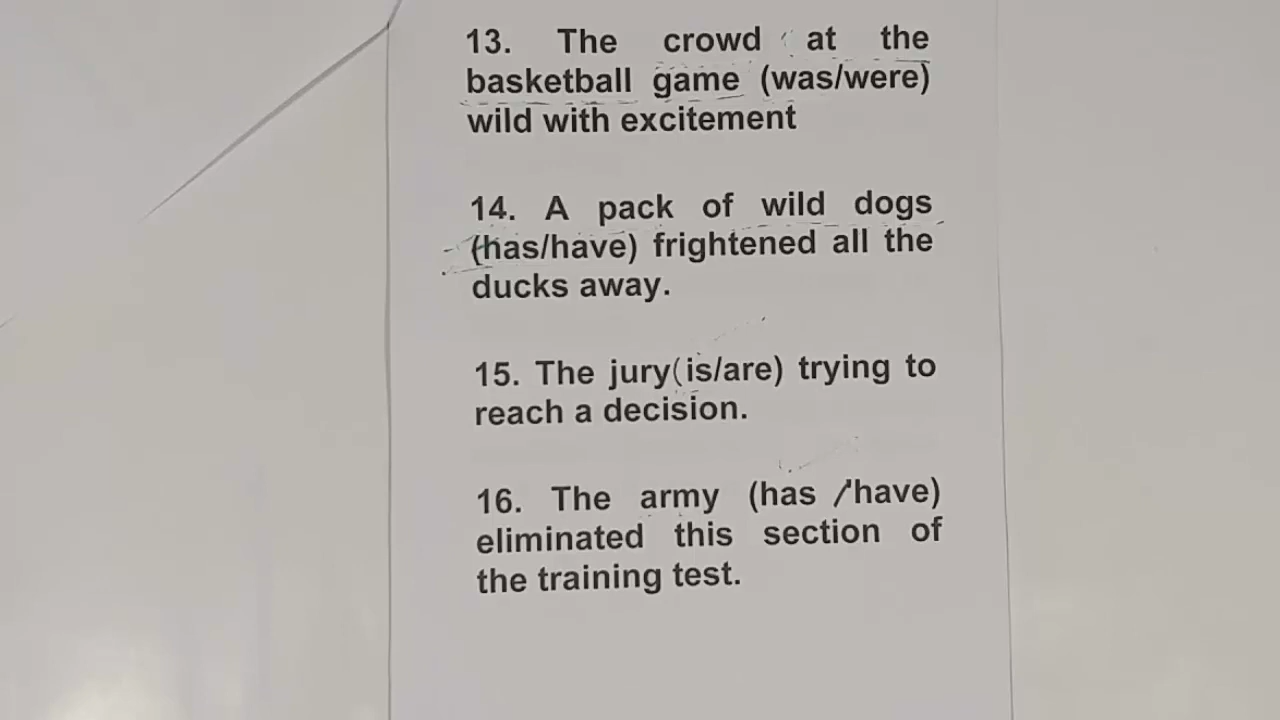 13. The crowd at the
basketball game (was/were)
wild with excitement
14. A pack of wild dogs
(has/have) frightened all the
ducks away.
15. The jury(is/are) trying to
reach a decision.
16. The army (has /have)
eliminated this section of
the training test.